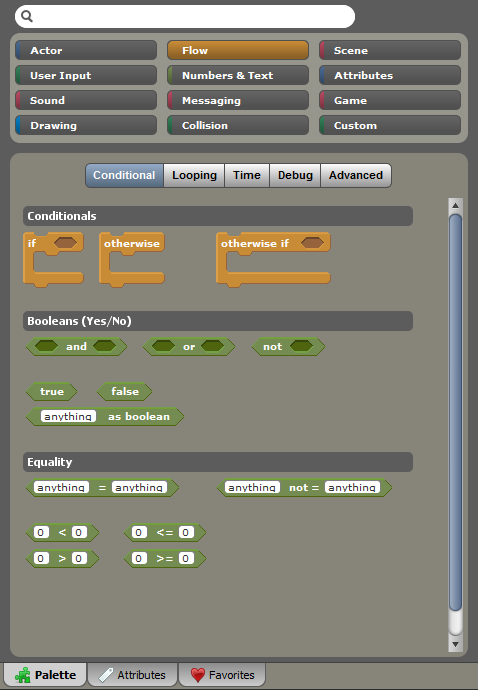 Actor Flow Scene
User Input Numbers & Text Attributes
Sound Messaging Game
Drawing Collision Custom
Conditional Looping Time Debug Advanced
Conditionals
if otherwise otherwise if
Booleans (Yes/No)
and or not
true false
anything as boolean
Equality
anything = anything anything not = anything
0 < 0 0 <= 0
0 > 0 0 >= 0
Palette Attributes Favorites